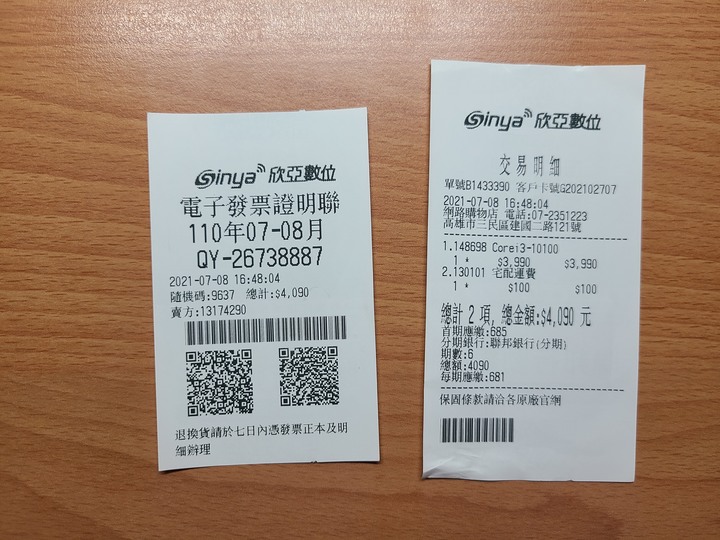 Sinya 欣亞數位
電子發票證明聯
110年07-08月
QY-26738887
2021-07-08 16:48:04
隨機碼:9637 總計:$4,090
賣方:13174290
退換貨請於七日內憑發票正本及明
細辦理
Sinya 欣亞數位
交易明細
單號B1433390 客戶卡號G202102707
2021-07-08 16:48:04
網路購物店 電話:07-2351223
高雄市三民區建國二路121號
1.148698 Corei3-10100
1 * $3,990 $3,990
2.130101 宅配運費
1 * $100 $100
總計 2 項, 總金額:$4,090 元
首期應繳:685
分期銀行:聯邦銀行(分期)
期數:6
總額:4090
每期應繳:681
保固條款請洽各原廠官網